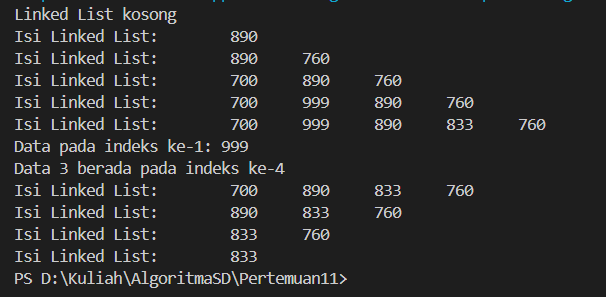 Linked List kosong
Isi Linked List: 890
Isi Linked List: 890 760
Isi Linked List: 700 890 760
Isi Linked List: 700 999 890 760
Isi Linked List: 700 999 890 833 760
Data pada indeks ke-1: 999
Data 3 berada pada indeks ke-4
Isi Linked List: 700 890 833 760
Isi Linked List: 890 833 760
Isi Linked List: 833 760
Isi Linked List: 833
PS D:\Kuliah\AlgoritmaSD\Pertemuan11>